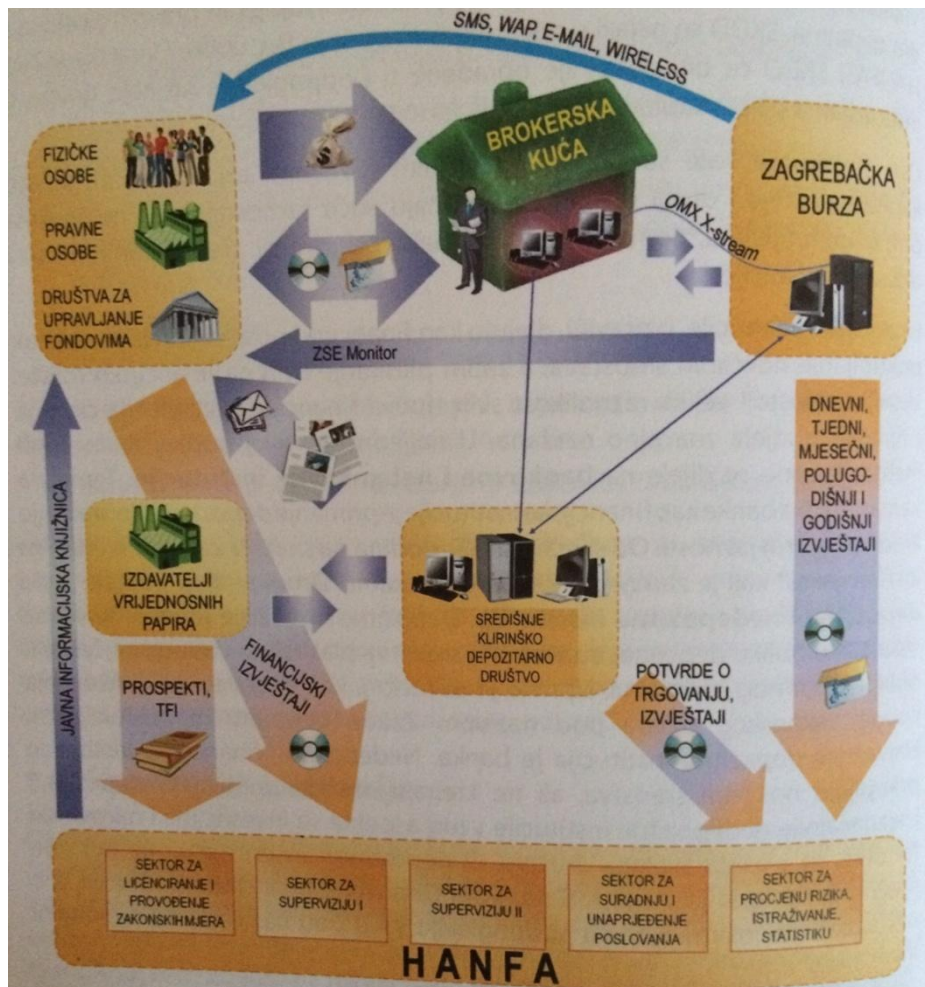 SMS, WAP, E-MAIL, WIRELESS
FIZIČKE
OSOBE
PRAVNE
OSOBE
DRUŠTVA ZA
UPRAVLJANJE
FONDOVIMA
$
BROKERSKA
KUĆA
ZAGREBAČKA
BURZA
OMX X-stream
ZSE Monitor
JAVNA INFORMACIJSKA KNJIŽNICA
IZDAVATELJI
VRIJEDNOSNIH
PAPIRA
PROSPEKTI,
TFI
FINANCIJSKI
IZVJEŠTAJI
SREDIŠNJE
KLIRINŠKO
DEPOZITARNO
DRUŠTVO
POTVRDE O
TRGOVANJU,
IZVJEŠTAJI
DNEVNI,
TJEDNI,
MJESEČNI,
POLUGO-
DIŠNJI I
GODIŠNJI
IZVJEŠTAJI
SEKTOR ZA
LICENCIRANJE I
PROVOĐENJE
ZAKONSKIH MJERA
SEKTOR ZA
SUPERVIZIJU I
SEKTOR ZA
SUPERVIZIJU II
SEKTOR ZA
SURADNJU I
UNAPRJEĐENJE
POSLOVANJA
SEKTOR ZA
PROCJENU RIZIKA,
ISTRAŽIVANJE,
STATISTIKU
HANFA